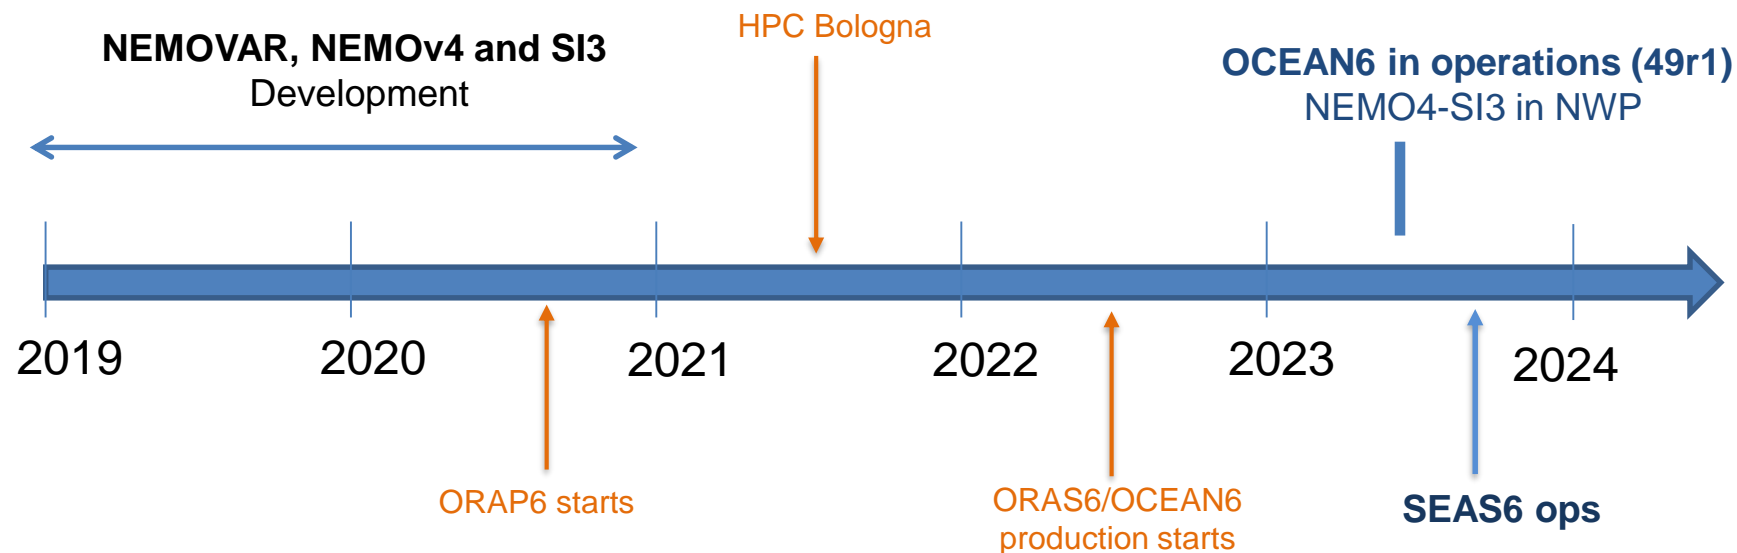 HPC Bologna
NEMOVAR, NEMOv4 and SI3
Development
OCEAN6 in operations (49r1)
NEMO4-SI3 in NWP
2019
2020
2021
2022
2023
2024
ORAP6 starts
ORAS6/OCEAN6
production starts
SEAS6 ops